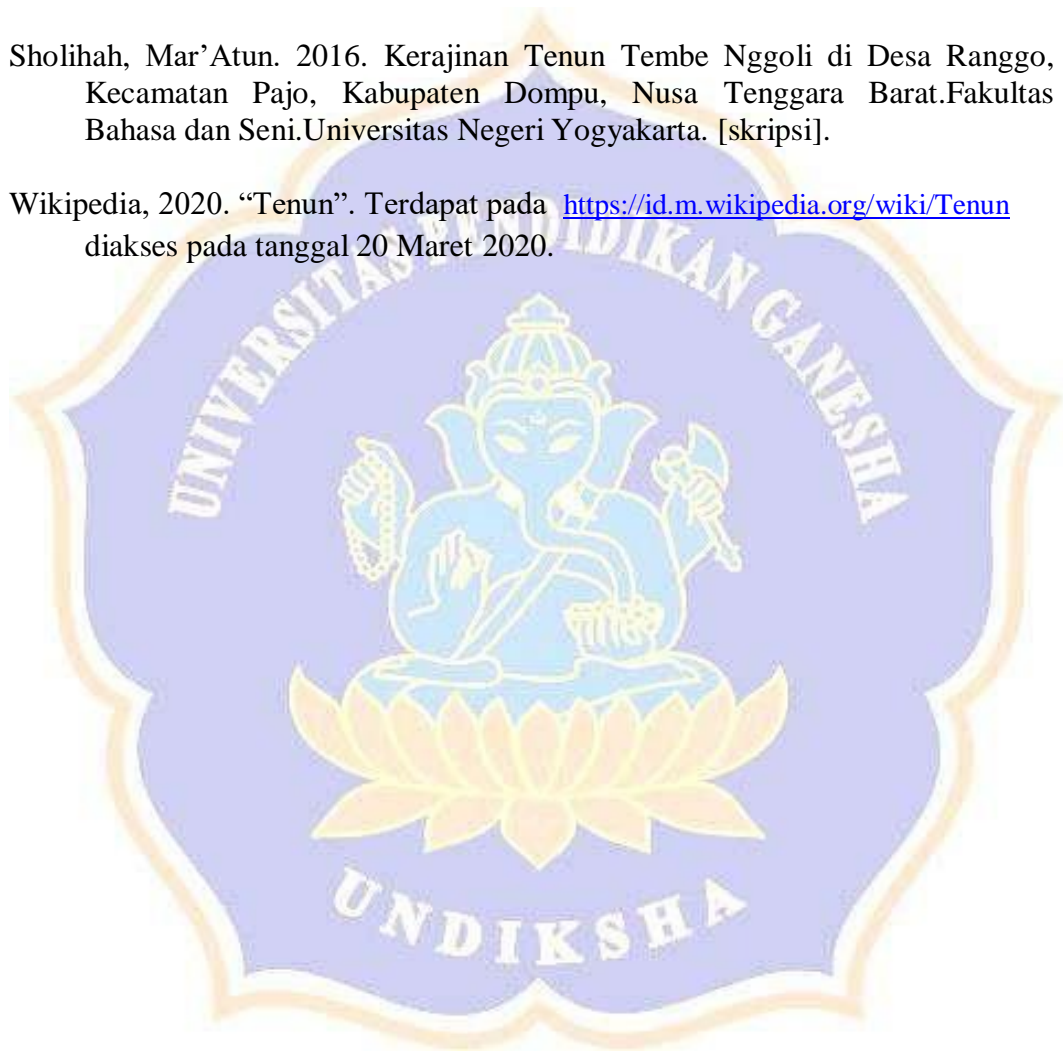 Sholihah, Mar’Atun. 2016. Kerajinan Tenun Tembe Nggoli di Desa Ranggo,
Kecamatan Pajo, Kabupaten Dompu, Nusa Tenggara Barat.Fakultas
Bahasa dan Seni.Universitas Negeri Yogyakarta. [skripsi].
Wikipedia, 2020. “Tenun”. Terdapat pada https://id.m.wikipedia.org/wiki/Tenun
diakses pada tanggal 20 Maret 2020.
UNIVERSITAS PENDIDIKAN GANESHA
UNDIKSHA